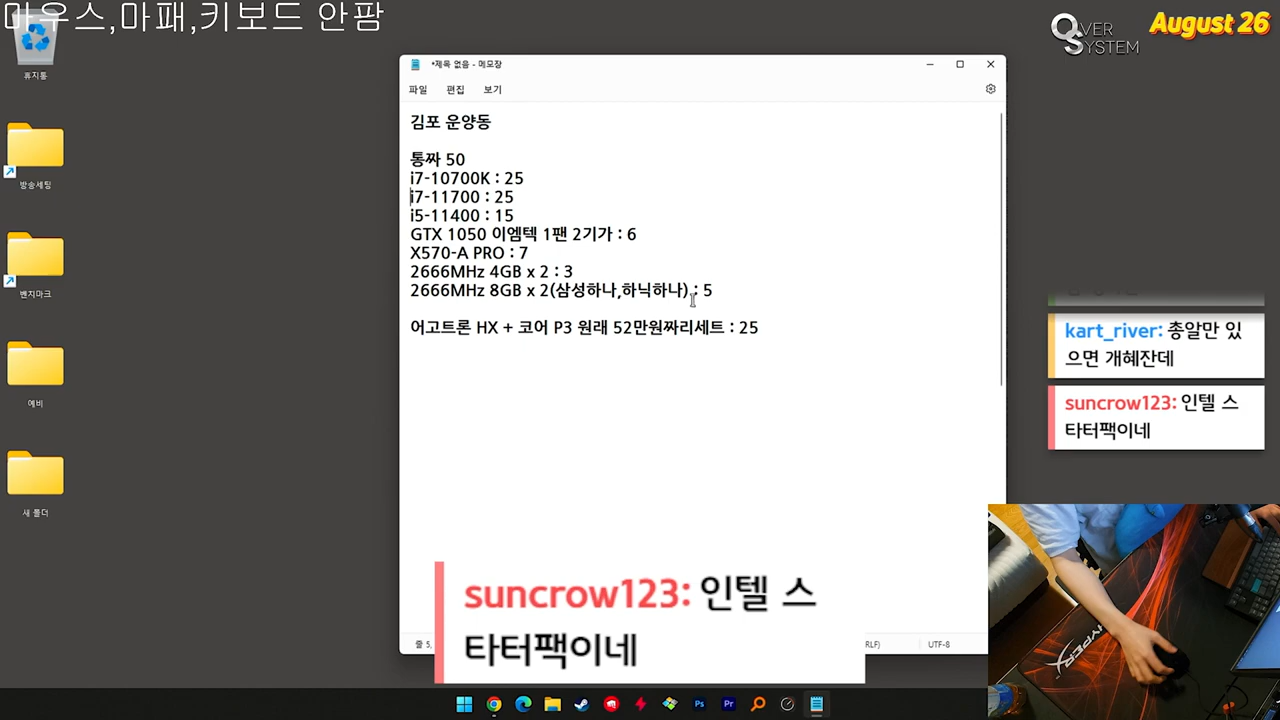 마우스,마패,키보드 안팜
QVER
SYSTEM
August 26
휴지통
방송세팅
벤치마크
예비
새 폴더
*제목 없음 - 메모장
파일 편집 보기
김포 운양동
통짜 50
i7-10700K : 25
i7-11700 : 25
i5-11400 : 15
GTX 1050 이엠텍 1팬 2기가 : 6
X570-A PRO : 7
2666MHz 4GB x 2 : 3
2666MHz 8GB x 2(삼성하나,하닉하나) : 5
어고트론 HX + 코어 P3 원래 52만원짜리세트 : 25
kart_river: 총알만 있
으면 개혜잔데
suncrow123: 인텔 스
타터팩이네
suncrow123: 인텔 스
타터팩이네
줄 5,
RLF)
UTF-8
Ps
Pr
HYPERX